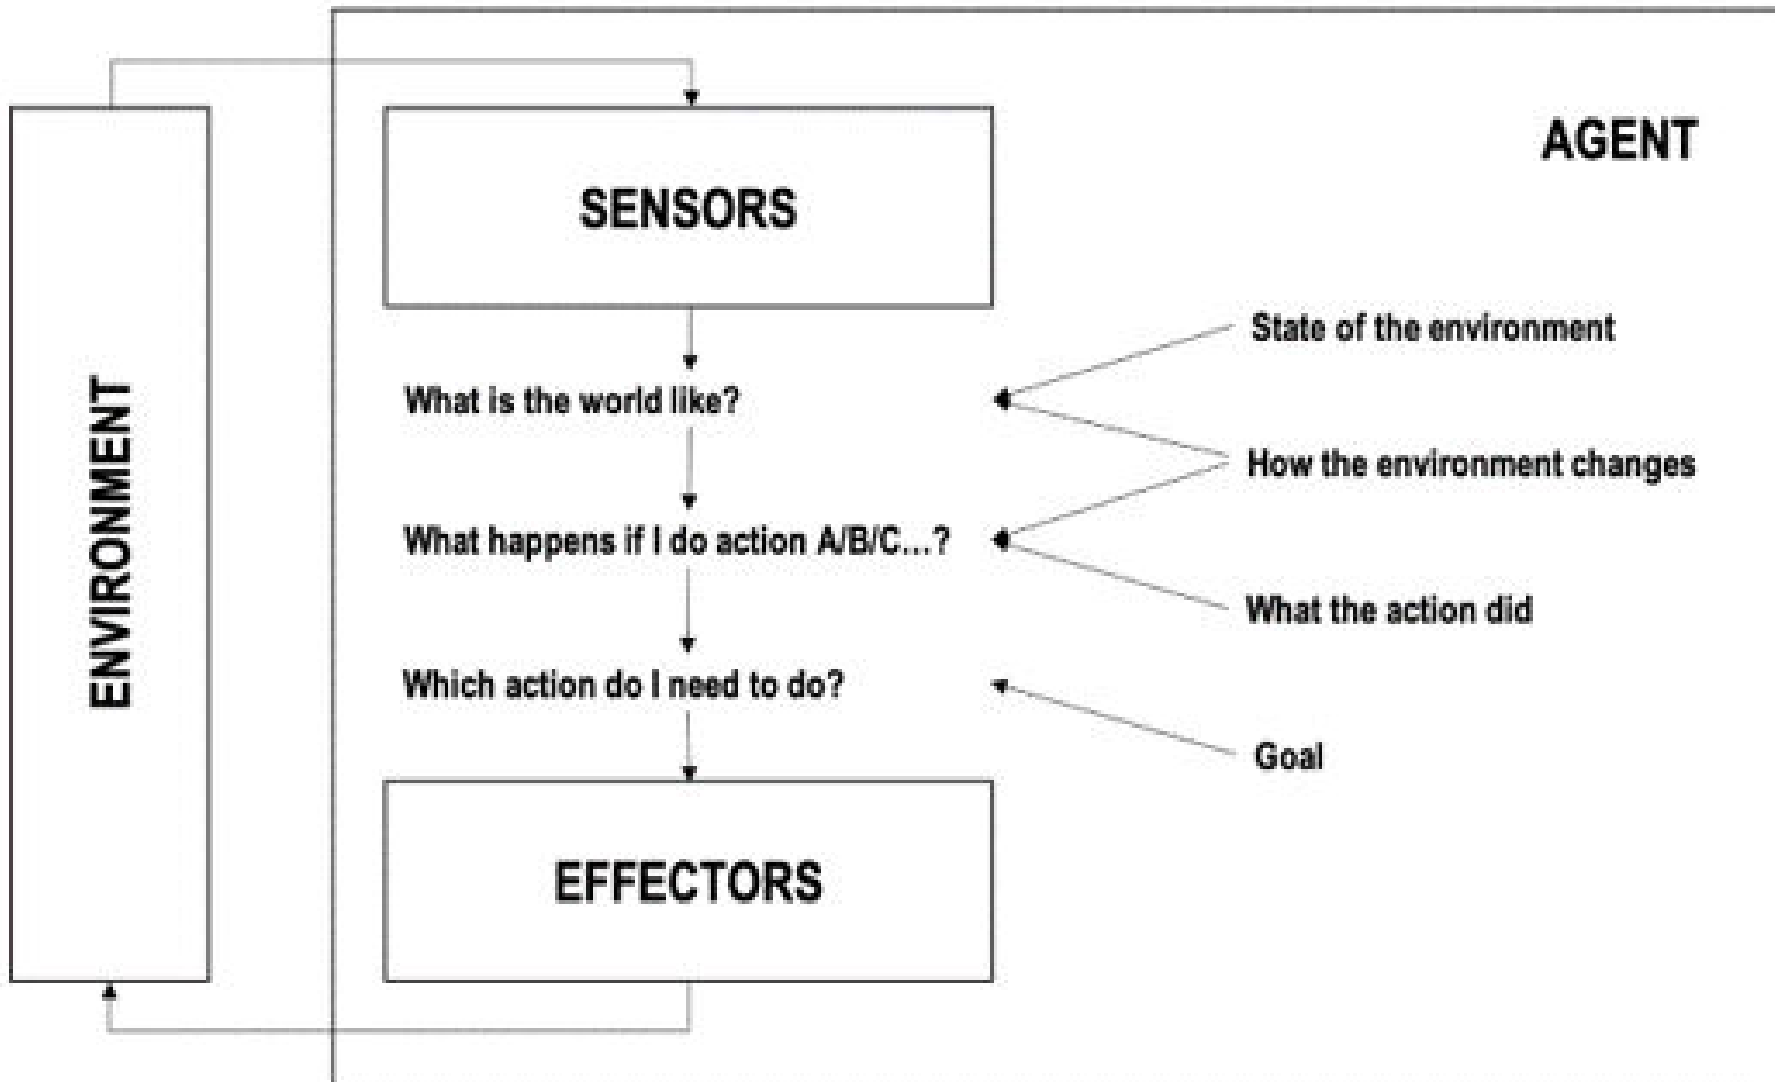 ENVIRONMENT
AGENT
SENSORS
State of the environment
What is the world like?
How the environment changes
What happens if I do action A/B/C...?
What the action did
Which action do I need to do?
Goal
EFFECTORS